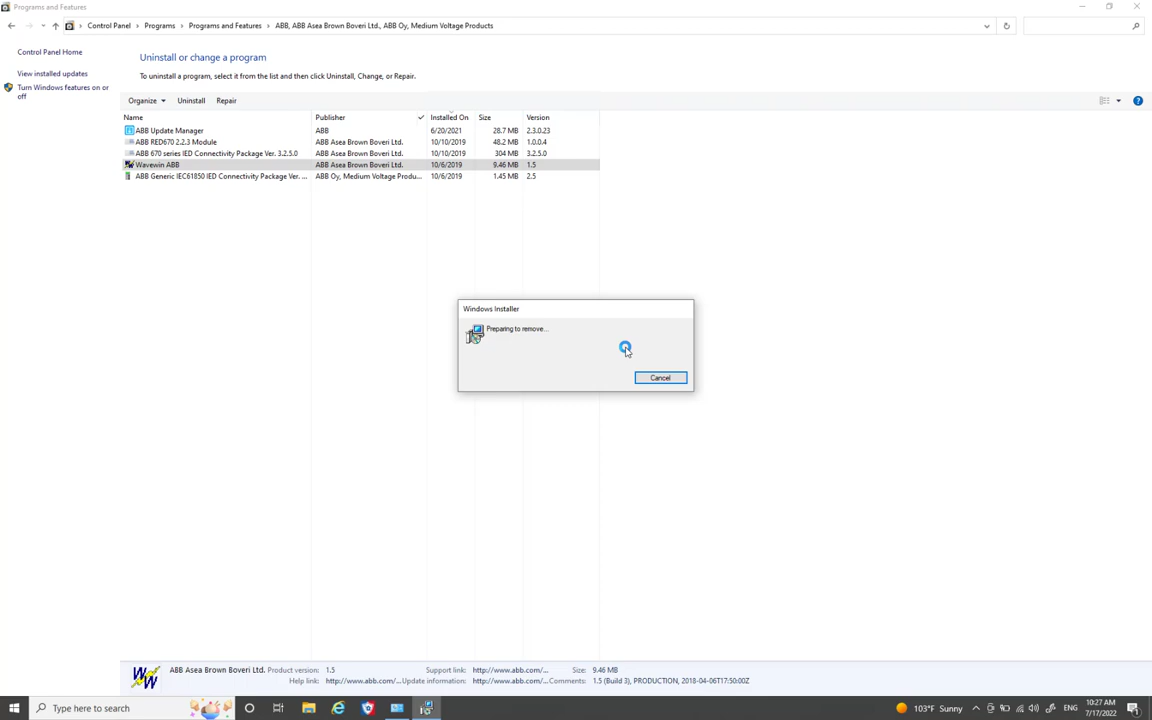 Programs and Features
Control Panel > Programs > Programs and Features > ABB, ABB Asea Brown Boveri Ltd., ABB Oy, Medium Voltage Products
Control Panel Home
View installed updates
Turn Windows features on or
off
Uninstall or change a program
To uninstall a program, select it from the list and then click Uninstall, Change, or Repair.
Organize Uninstall Repair
Name Publisher Installed On Size Version
ABB Update Manager ABB 6/20/2021 28.7 MB 2.3.0.23
ABB RED670 2.2.3 Module ABB Asea Brown Boveri Ltd. 10/10/2019 48.2 MB 1.0.0.4
ABB 670 series IED Connectivity Package Ver. 3.2.5.0 ABB Asea Brown Boveri Ltd. 10/10/2019 304 MB 3.2.5.0
Wavewin ABB ABB Asea Brown Boveri Ltd. 10/6/2019 9.46 MB 1.5
ABB Generic IEC61850 IED Connectivity Package Ver. ... ABB Oy, Medium Voltage Produ... 10/6/2019 1.45 MB 2.5
Windows Installer
Preparing to remove...
Cancel
ABB Asea Brown Boveri Ltd. Product version: 1.5 Support link: http://www.abb.com/... Size: 9.46 MB
Help link: http://www.abb.com/... Update information: http://www.abb.com/... Comments: 1.5 (Build 3), PRODUCTION, 2018-04-06T17:50:00Z
Type here to search
103°F Sunny
ENG
10:27 AM
7/17/2022
1